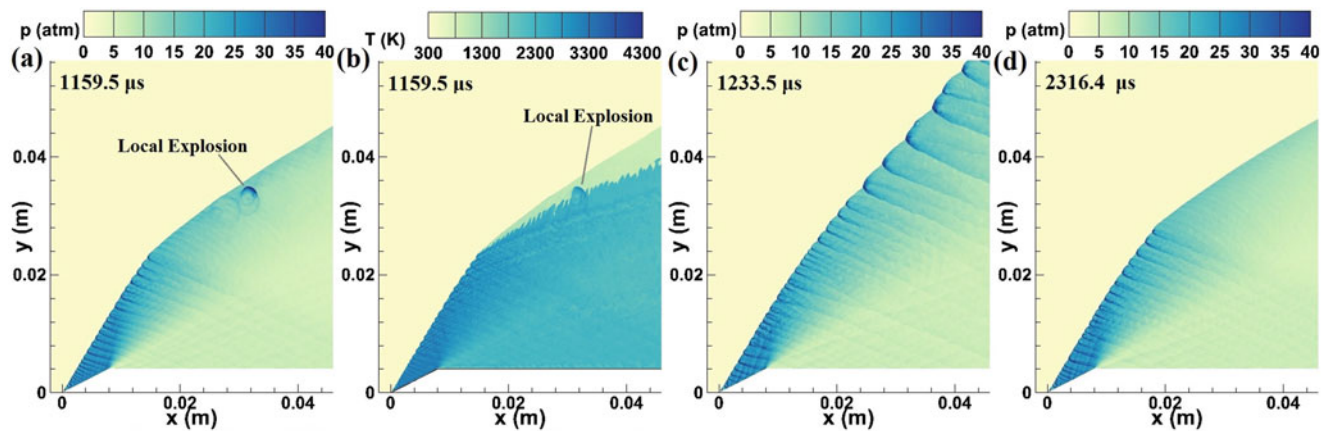 p (atm) 0 5 10 15 20 25 30 35 40
T (K) 300 1300 2300 3300 4300
p (atm) 0 5 10 15 20 25 30 35 40
p (atm) 0 5 10 15 20 25 30 35 40
(a) 1159.5 μs
Local Explosion
y (m)
0.04
0.02
0
0 0.02 0.04
x (m)
(b) 1159.5 μs
Local Explosion
y (m)
0.04
0.02
0
0 0.02 0.04
x (m)
(c) 1233.5 μs
y (m)
0.04
0.02
0
0 0.02 0.04
x (m)
(d) 2316.4 μs
y (m)
0.04
0.02
0
0 0.02 0.04
x (m)